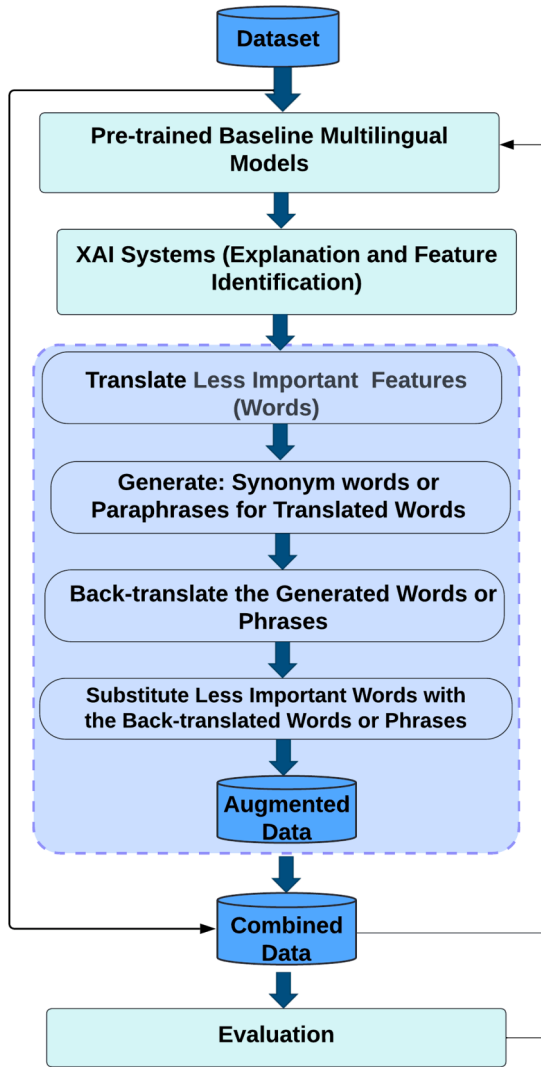 Dataset
Pre-trained Baseline Multilingual
Models
XAI Systems (Explanation and Feature
Identification)
Translate Less Important Features
(Words)
Generate: Synonym words or
Paraphrases for Translated Words
Back-translate the Generated Words or
Phrases
Substitute Less Important Words with
the Back-translated Words or Phrases
Augmented
Data
Combined
Data
Evaluation